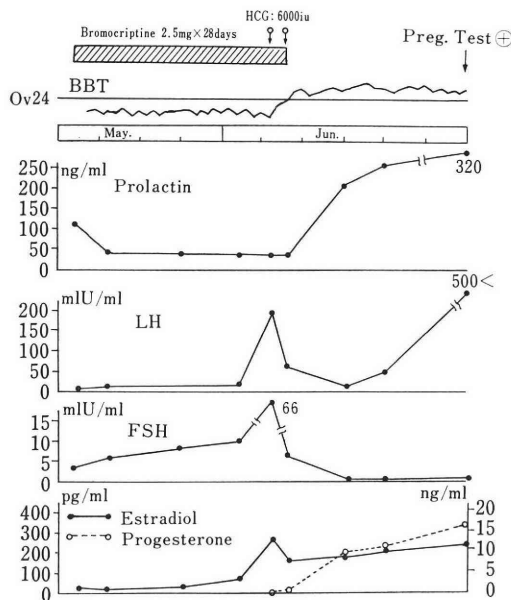 HCG: 6000iu
Bromocriptine 2.5mg×28days
Preg. Test ⊕
BBT
Ov24
May. Jun.
250 ng/ml
200
150
100
50
0
Prolactin
320
500<
mIU/ml
200
150
100
50
0
LH
mIU/ml
15
10
5
0
FSH
66
pg/ml
400
300
200
100
0
Estradiol
Progesterone
ng/ml
20
15
10
5
0